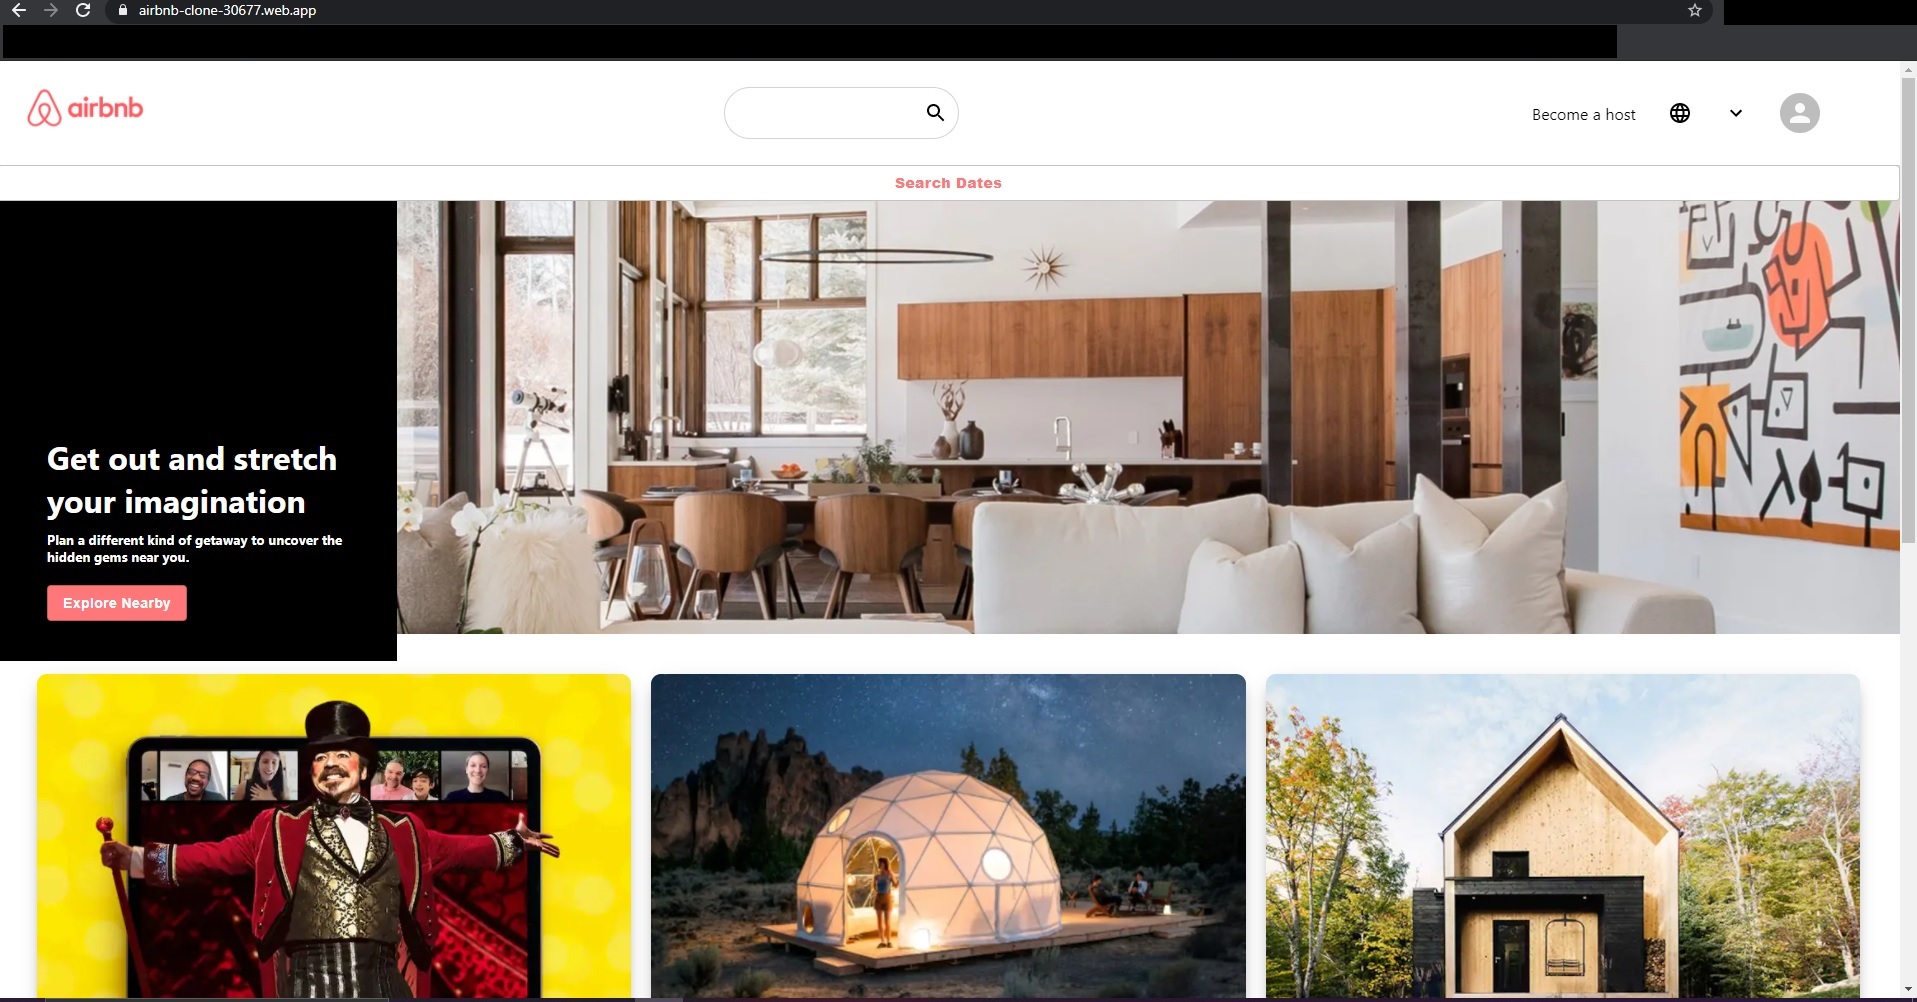 airbnb-clone-30677.web.app
airbnb
Become a host
Search Dates
Get out and stretch
your imagination
Plan a different kind of getaway to uncover the
hidden gems near you.
Explore Nearby